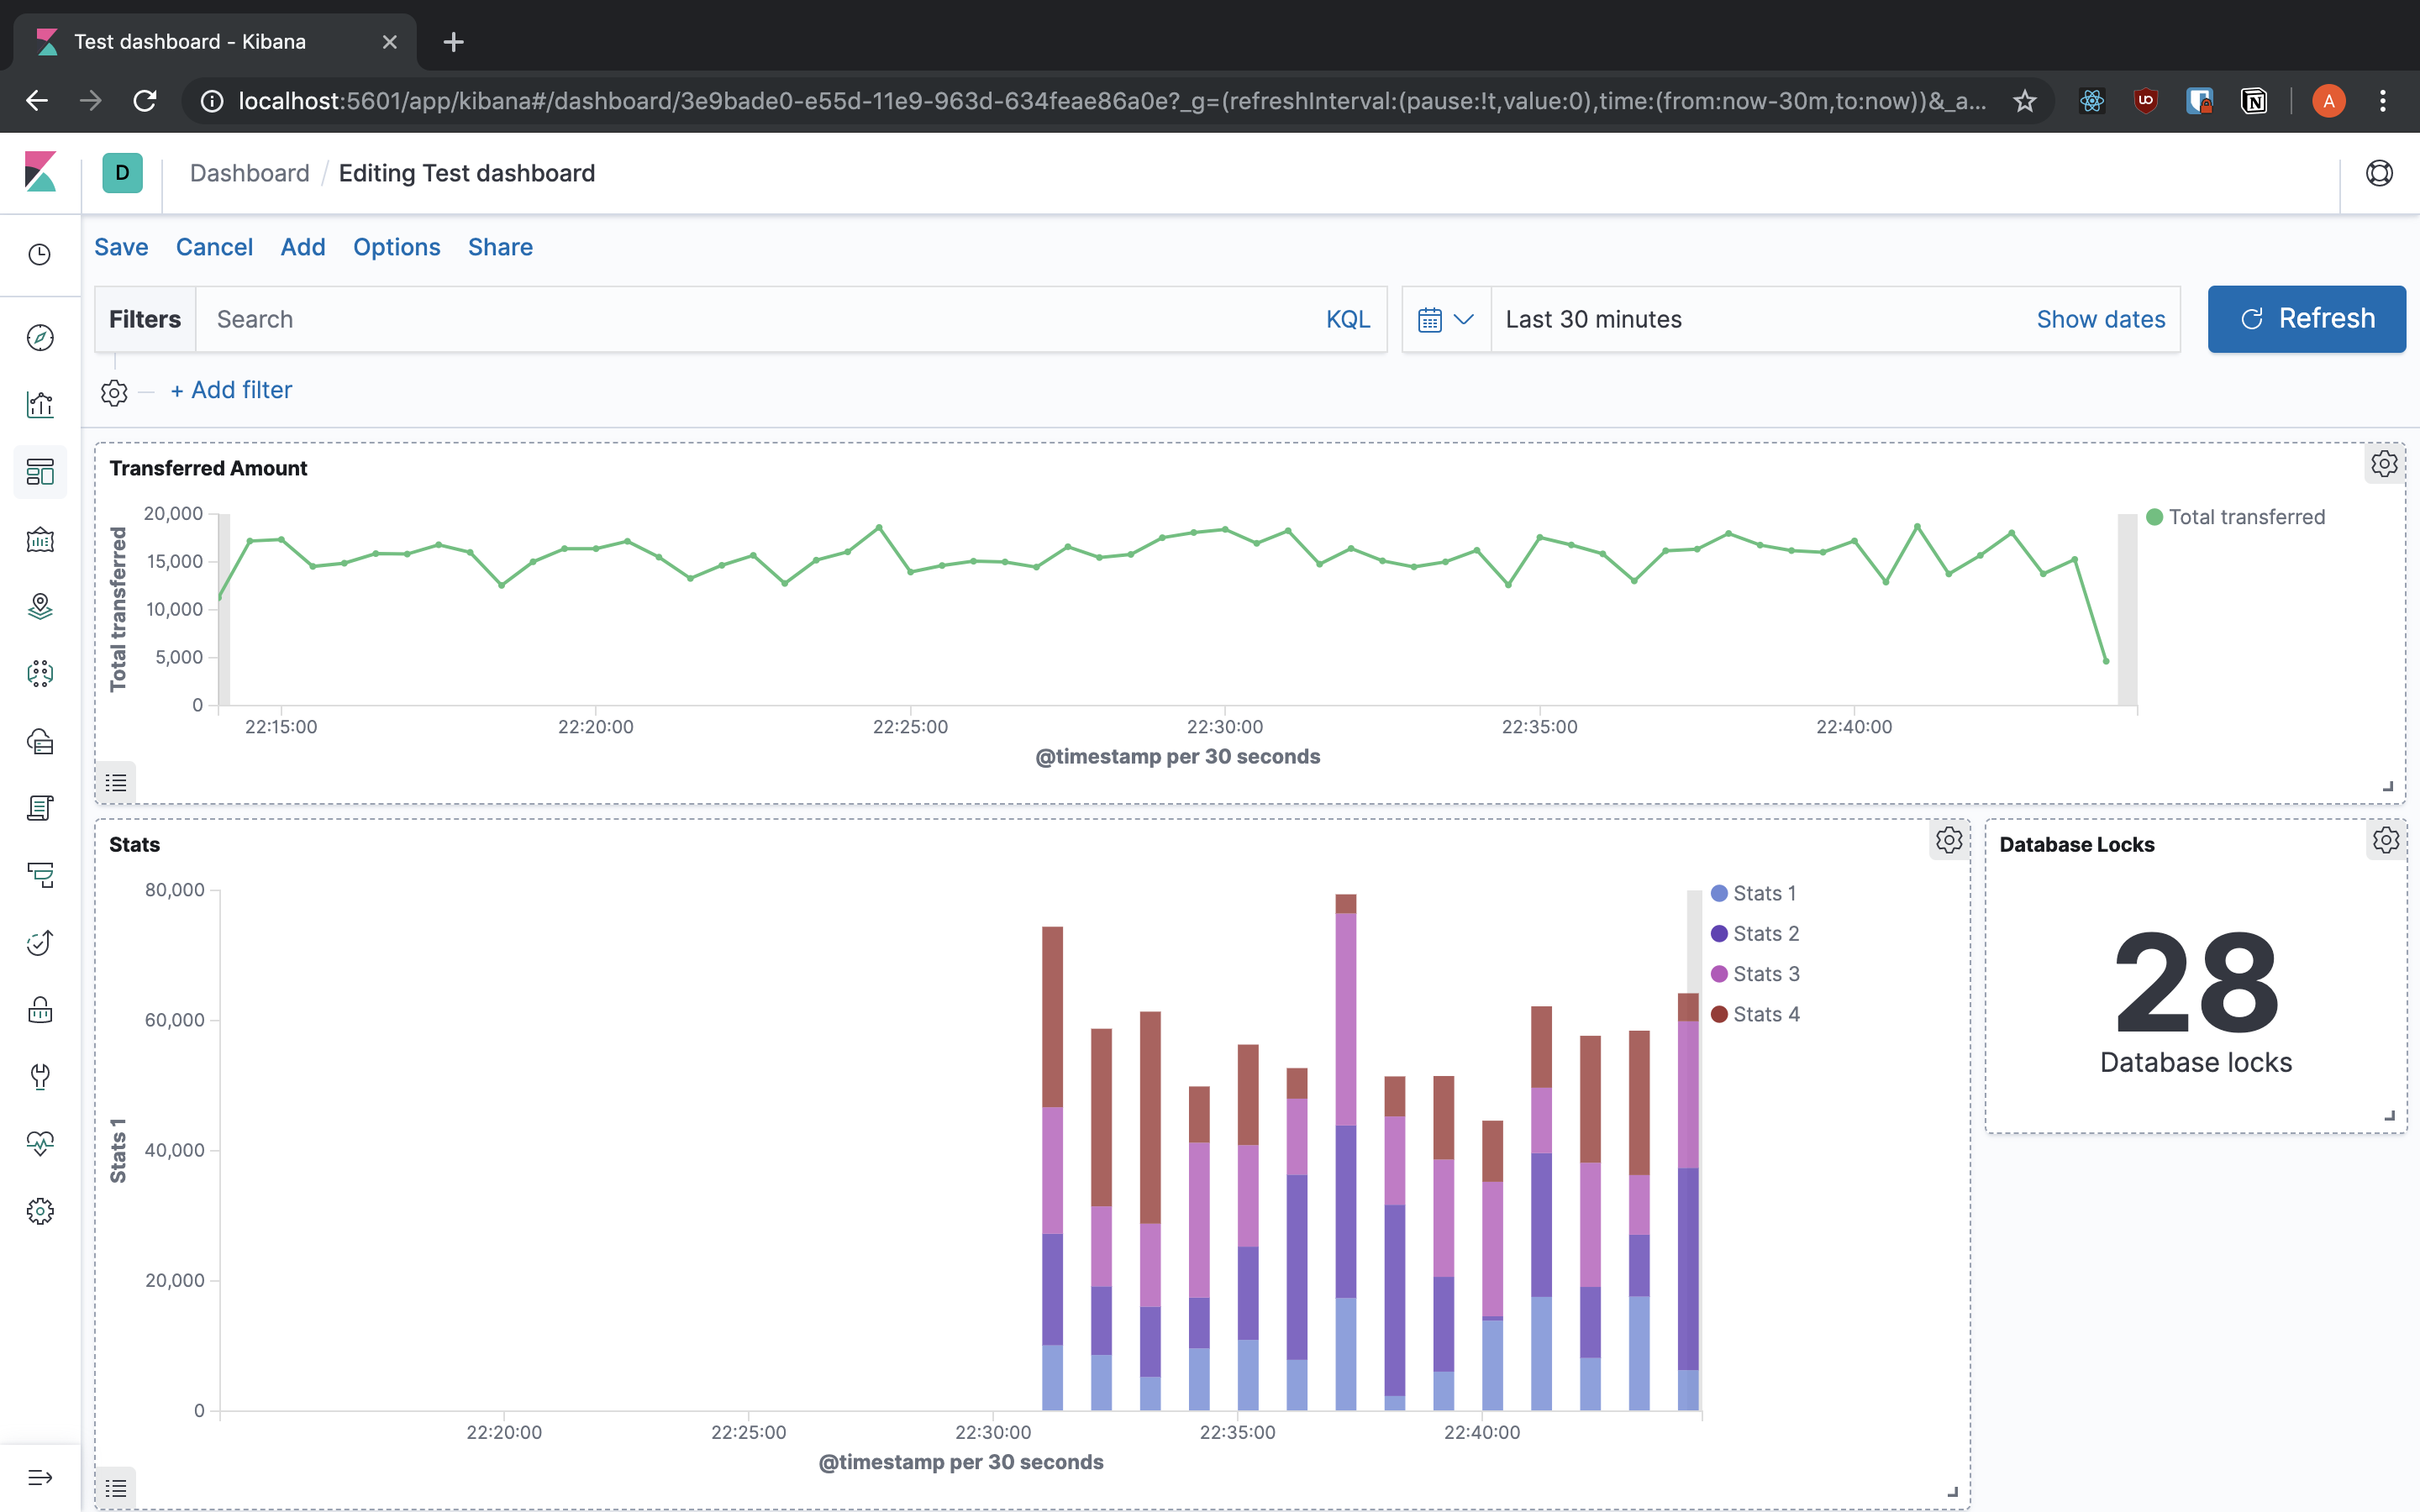 Test dashboard - Kibana
localhost:5601/app/kibana#/dashboard/3e9bade0-e55d-11e9-963d-634feae86a0e?_g=(refreshInterval:(pause:!t,value:0),time:(from:now-30m,to:now))&_a...
A
D
Dashboard / Editing Test dashboard
Save Cancel Add Options Share
Filters Search KQL Last 30 minutes Show dates Refresh
+ Add filter
Transferred Amount
Total transferred
20,000
15,000
10,000
5,000
0
22:15:00 22:20:00 22:25:00 22:30:00 22:35:00 22:40:00
@timestamp per 30 seconds
Total transferred
Stats
Stats 1
80,000
60,000
40,000
20,000
0
22:20:00 22:25:00 22:30:00 22:35:00 22:40:00
@timestamp per 30 seconds
Stats 1
Stats 2
Stats 3
Stats 4
Database Locks
28
Database locks